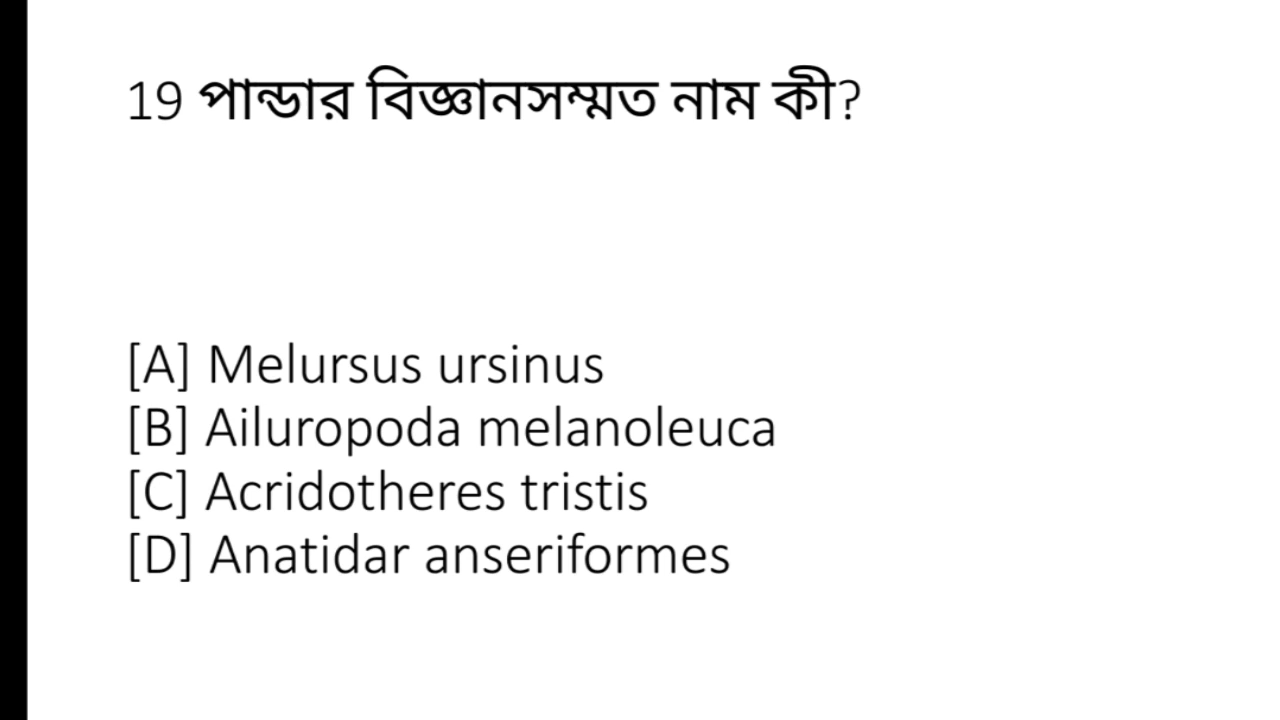 19 পান্ডার বিজ্ঞানসম্মত নাম কী?
[A] Melursus ursinus
[B] Ailuropoda melanoleuca
[C] Acridotheres tristis
[D] Anatidar anseriformes